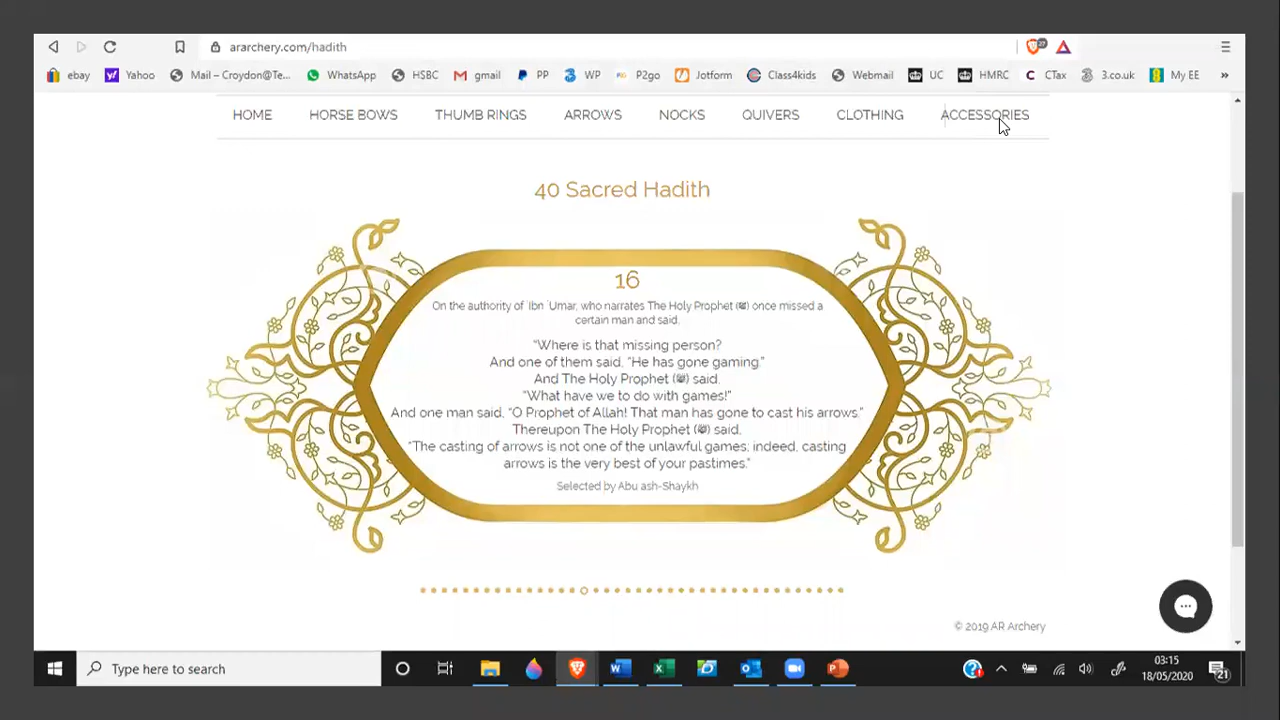 ararchery.com/hadith
27
ebay Yahoo Mail – Croydon@Te... WhatsApp HSBC gmail PP WP P2go Jotform Class4kids Webmail UC HMRC CTax 3.co.uk My EE »
HOME HORSE BOWS THUMB RINGS ARROWS NOCKS QUIVERS CLOTHING ACCESSORIES
40 Sacred Hadith
16
On the authority of 'Ibn 'Umar, who narrates The Holy Prophet (ﷺ) once missed a
certain man and said.
"Where is that missing person?
And one of them said, "He has gone gaming."
And The Holy Prophet (ﷺ) said.
"What have we to do with games!"
And one man said, "O Prophet of Allah! That man has gone to cast his arrows."
Thereupon The Holy Prophet (ﷺ) said.
"The casting of arrows is not one of the unlawful games; indeed, casting
arrows is the very best of your pastimes."
Selected by Abu ash-Shaykh
© 2019 AR Archery
Type here to search
03:15
18/05/2020
21